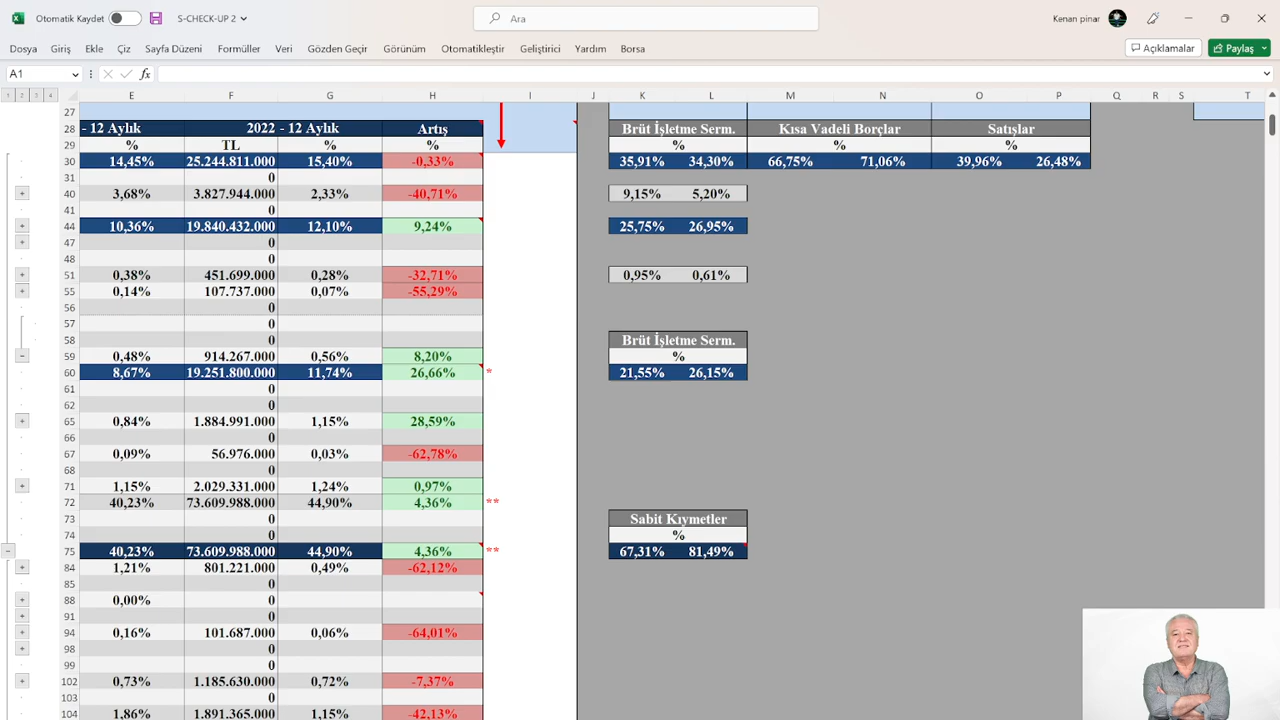 Otomatik Kaydet S-CHECK-UP 2 Ara Kenan pinar
Dosya Giriş Ekle Çiz Sayfa Düzeni Formüller Veri Gözden Geçir Görünüm Otomatikleştir Geliştirici Yardım Borsa Açıklamalar Paylaş
A1 fx
1 2 3 4 E F G H I J K L M N O P Q R S T
27
28 - 12 Aylık 2022 - 12 Aylık Artış Brüt İşletme Serm. Kısa Vadeli Borçlar Satışlar
29 % TL % % % % %
30 14,45% 25.244.811.000 15,40% -0,33% 35,91% 34,30% 66,75% 71,06% 39,96% 26,48%
31 0
40 3,68% 3.827.944.000 2,33% -40,71% 9,15% 5,20%
41 0
44 10,36% 19.840.432.000 12,10% 9,24% 25,75% 26,95%
47 0
48 0
51 0,38% 451.699.000 0,28% -32,71% 0,95% 0,61%
55 0,14% 107.737.000 0,07% -55,29%
56 0
57 0
58 0 Brüt İşletme Serm.
59 0,48% 914.267.000 0,56% 8,20% %
60 8,67% 19.251.800.000 11,74% 26,66% * 21,55% 26,15%
61 0
62 0
65 0,84% 1.884.991.000 1,15% 28,59%
66 0
67 0,09% 56.976.000 0,03% -62,78%
68 0
71 1,15% 2.029.331.000 1,24% 0,97%
72 40,23% 73.609.988.000 44,90% 4,36% **
73 0 Sabit Kıymetler
74 0 %
75 40,23% 73.609.988.000 44,90% 4,36% ** 67,31% 81,49%
84 1,21% 801.221.000 0,49% -62,12%
85 0
88 0,00% 0
91 0
94 0,16% 101.687.000 0,06% -64,01%
98 0
99 0
102 0,73% 1.185.630.000 0,72% -7,37%
103 0
104 1,86% 1.891.365.000 1,15% -42,13%